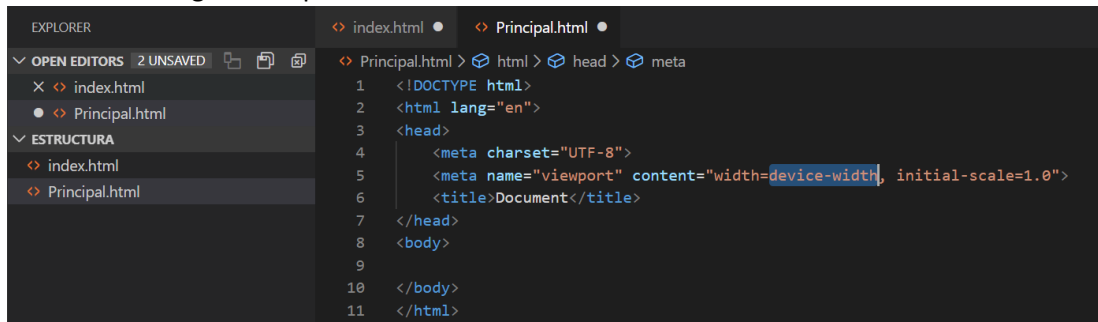 EXPLORER
OPEN EDITORS 2 UNSAVED
index.html
Principal.html
ESTRUCTURA
index.html
Principal.html
index.html Principal.html
Principal.html > html > head > meta
1 <!DOCTYPE html>
2 <html lang="en">
3 <head>
4 <meta charset="UTF-8">
5 <meta name="viewport" content="width=device-width, initial-scale=1.0">
6 <title>Document</title>
7 </head>
8 <body>
9
10 </body>
11 </html>